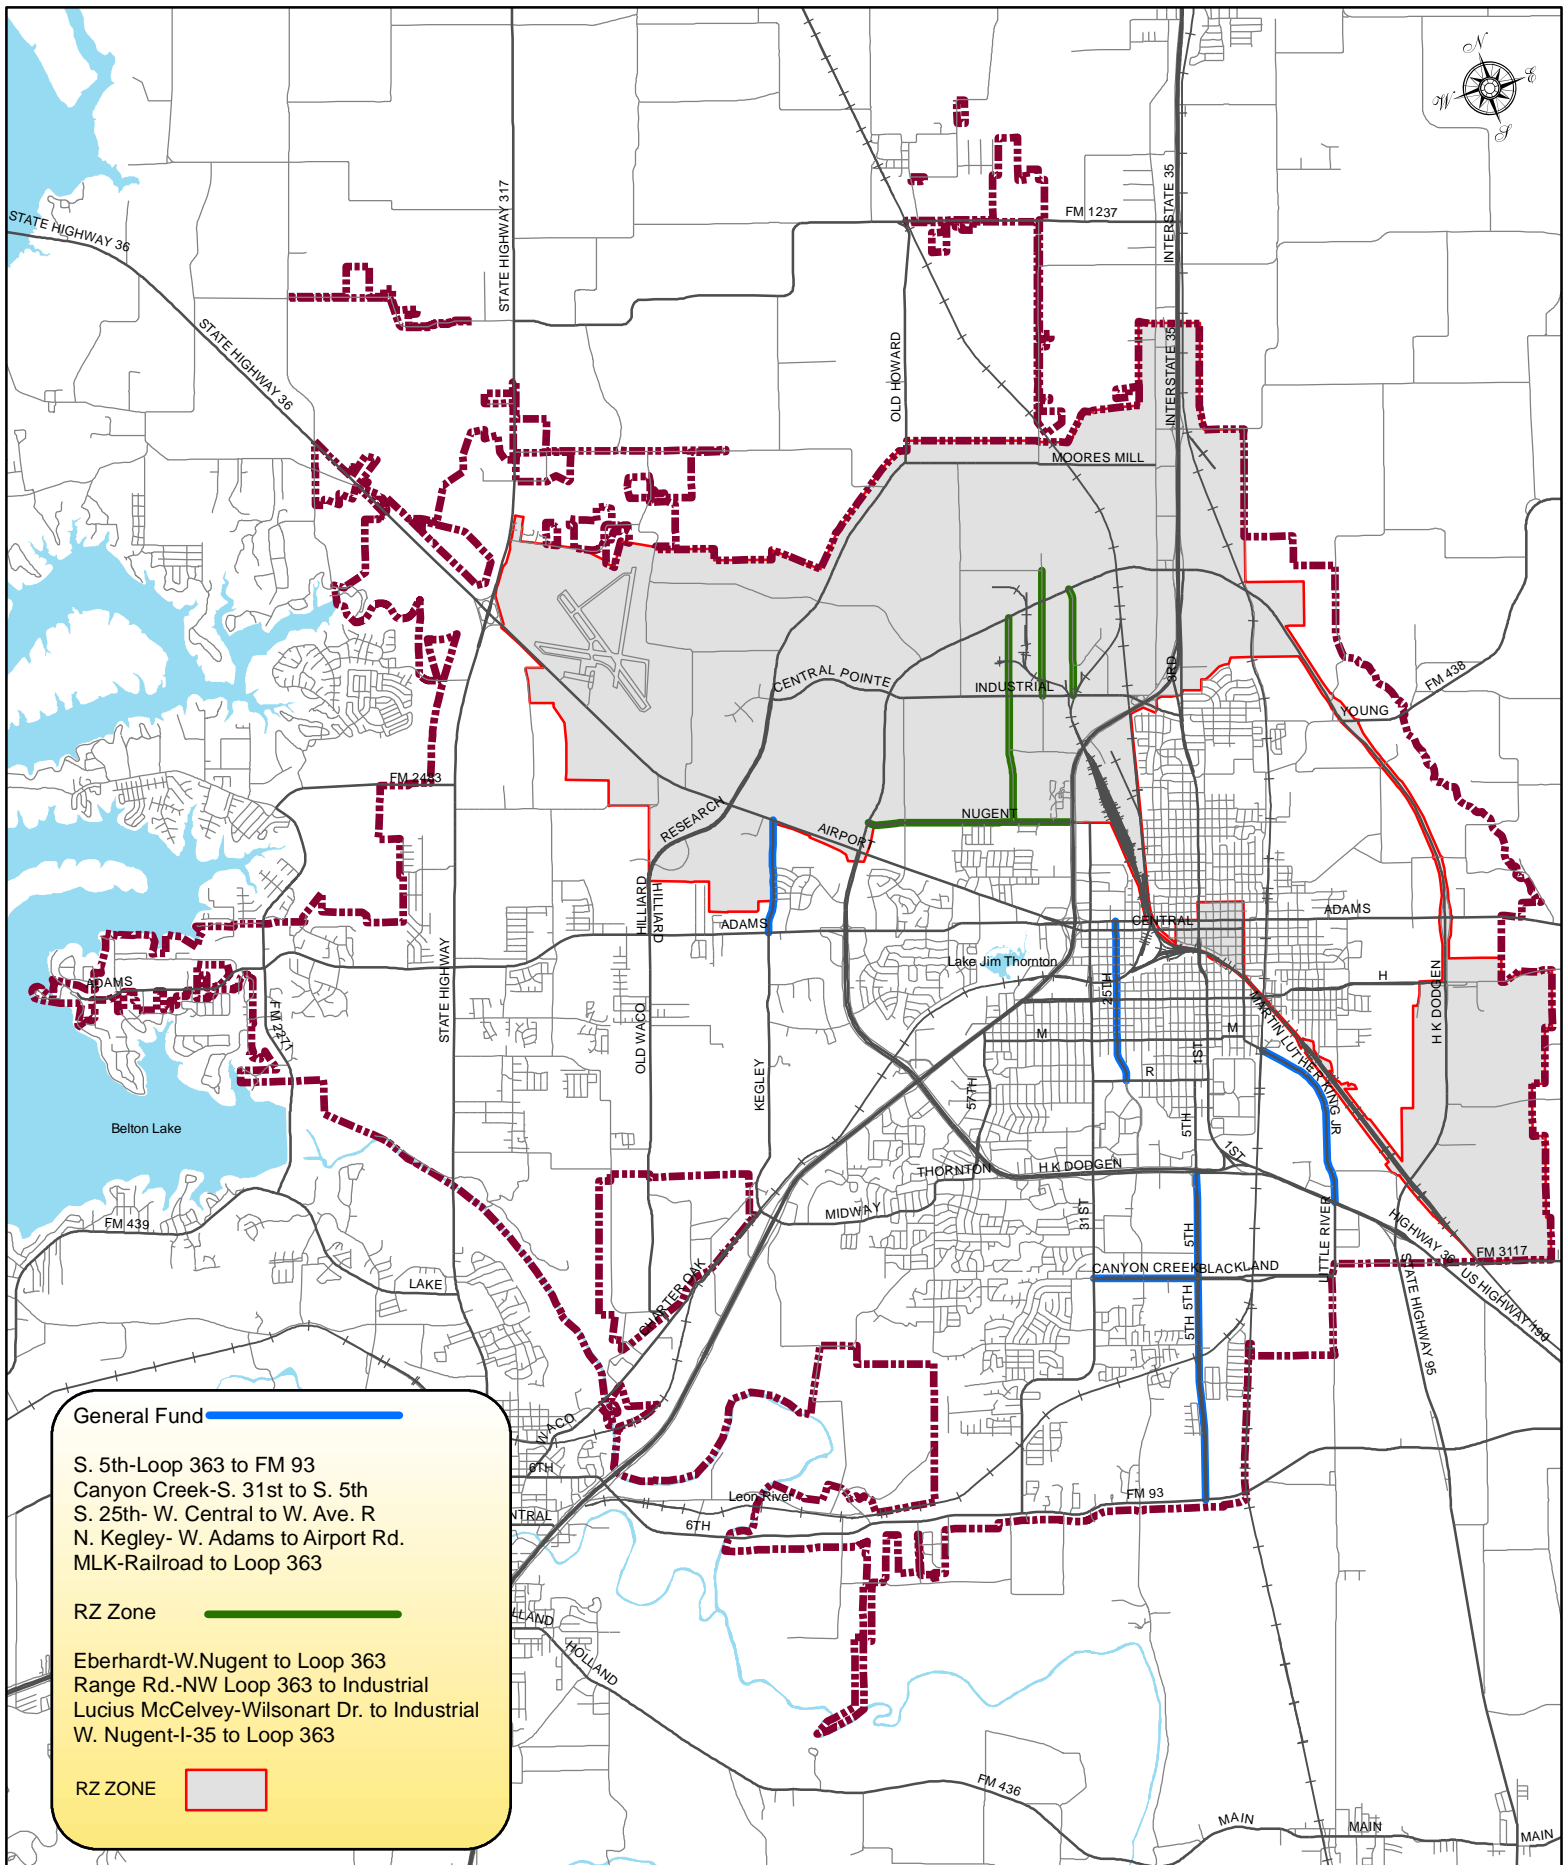 N
E
W
S
STATE HIGHWAY 36
STATE HIGHWAY 317
FM 1237
INTERSTATE 35
STATE HIGHWAY 36
OLD HOWARD
INTERSTATE 35
MOORES MILL
CENTRAL POINTE
INDUSTRIAL
3RD
FM 438
YOUNG
FM 2483
RESEARCH
AIRPORT
NUGENT
HILLIARD
HILLIARD
ADAMS
CENTRAL
ADAMS
STATE HIGHWAY
Lake Jim Thornton
25TH
H
H K DODGEN
ADAMS
FM 2271
OLD WACO
KEGLEY
57TH
M
M
MARTIN LUTHER KING JR
1ST
R
5TH
Belton Lake
1ST
THORNTON
H K DODGEN
FM 439
MIDWAY
31ST
5TH
LITTLE RIVER
HIGHWAY 36
FM 3117
LAKE
CHARTER OAK
CANYON CREEK
BLACKLAND
US HIGHWAY 190
5TH
5TH
STATE HIGHWAY 95
WACO
6TH
Leon River
FM 93
NTRAL
6TH
LLAND
HOLLAND
FM 436
MAIN
MAIN
MAIN
General Fund
S. 5th-Loop 363 to FM 93
Canyon Creek-S. 31st to S. 5th
S. 25th- W. Central to W. Ave. R
N. Kegley- W. Adams to Airport Rd.
MLK-Railroad to Loop 363
RZ Zone
Eberhardt-W.Nugent to Loop 363
Range Rd.-NW Loop 363 to Industrial
Lucius McCelvey-Wilsonart Dr. to Industrial
W. Nugent-I-35 to Loop 363
RZ ZONE